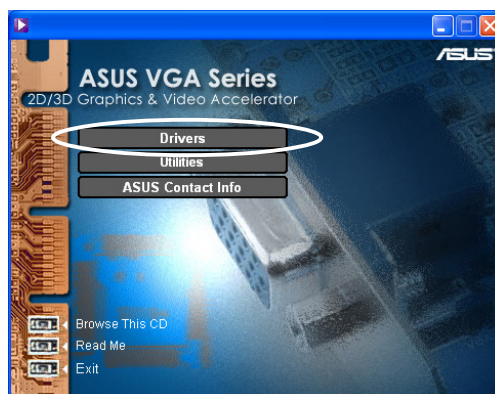 ASUS
ASUS VGA Series
2D/3D Graphics & Video Accelerator
Drivers
Utilities
ASUS Contact Info
Browse This CD
Read Me
Exit